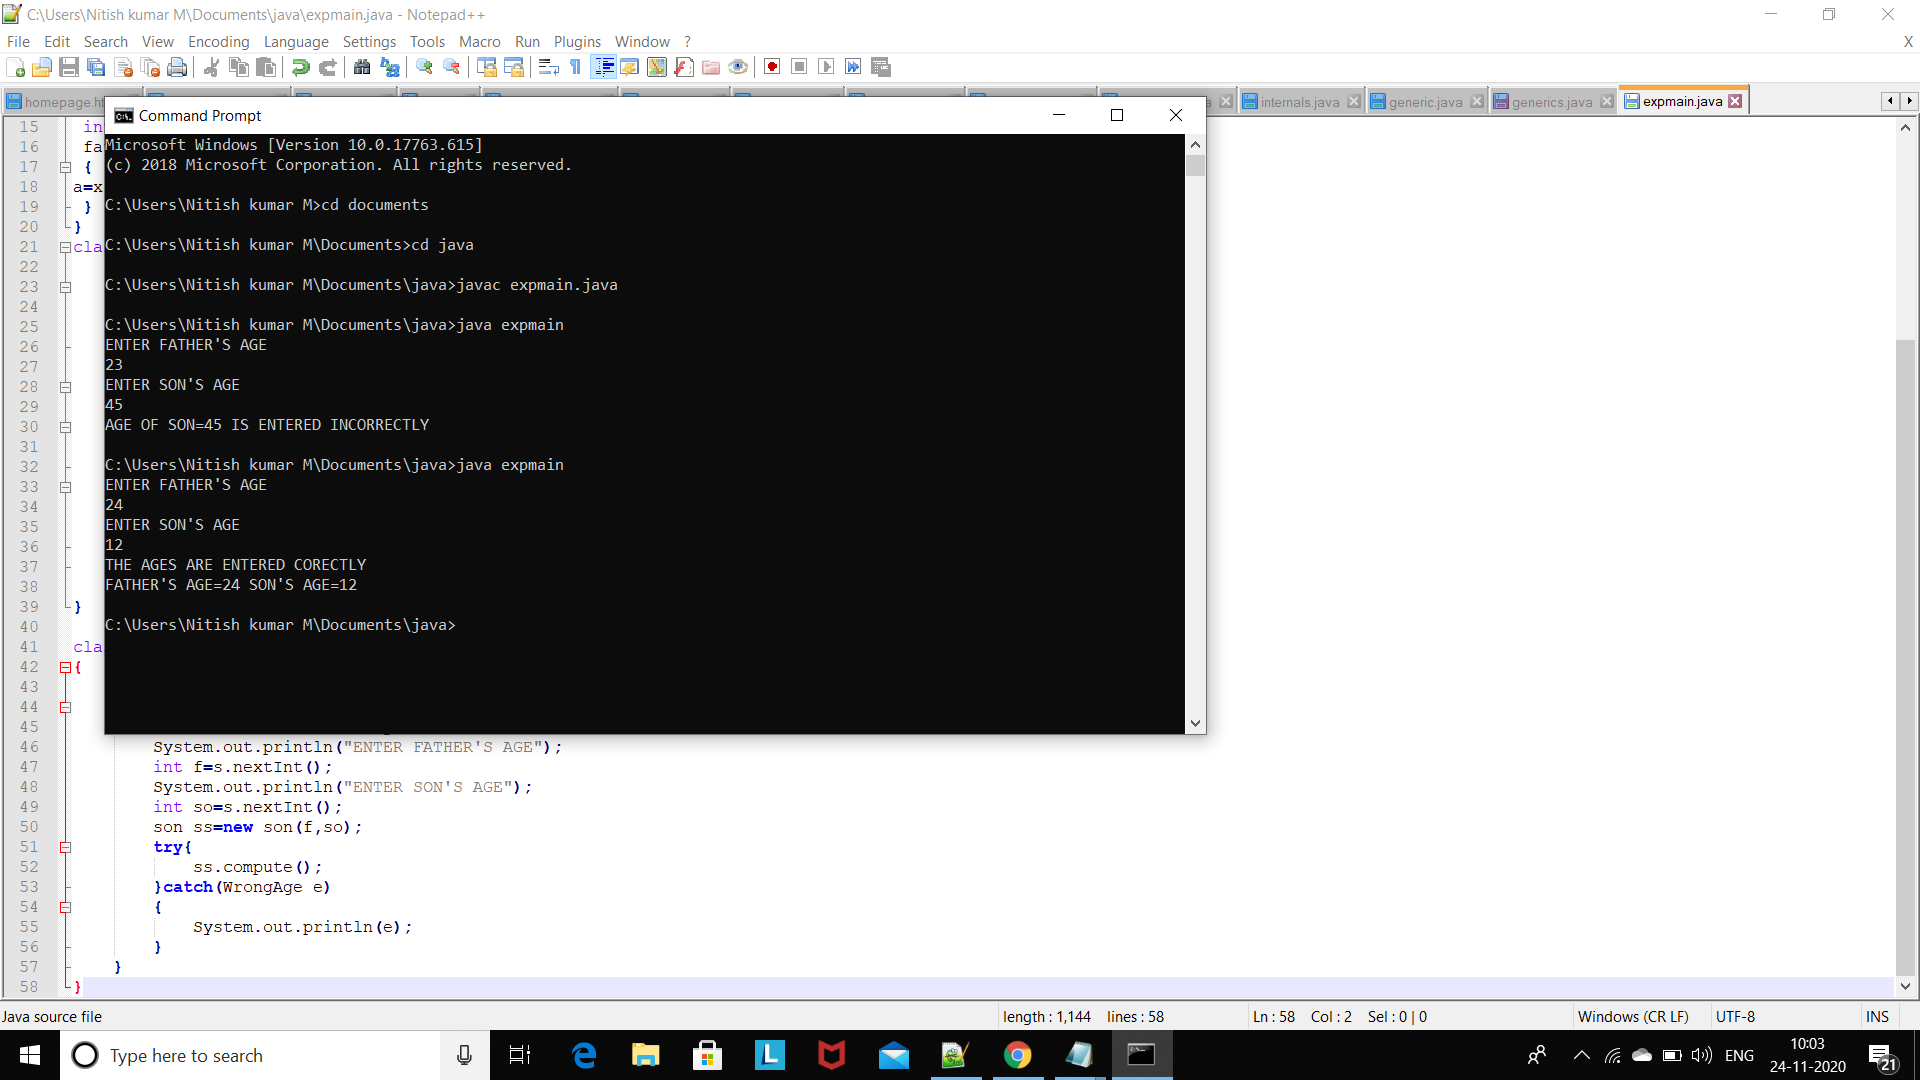 C:\Users\Nitish kumar M\Documents\java\expmain.java - Notepad++
File Edit Search View Encoding Language Settings Tools Macro Run Plugins Window ? X
homepage.ht internals.java generic.java generics.java expmain.java
Command Prompt
Microsoft Windows [Version 10.0.17763.615]
(c) 2018 Microsoft Corporation. All rights reserved.
C:\Users\Nitish kumar M>cd documents
C:\Users\Nitish kumar M\Documents>cd java
C:\Users\Nitish kumar M\Documents\java>javac expmain.java
C:\Users\Nitish kumar M\Documents\java>java expmain
ENTER FATHER'S AGE
23
ENTER SON'S AGE
45
AGE OF SON=45 IS ENTERED INCORRECTLY
C:\Users\Nitish kumar M\Documents\java>java expmain
ENTER FATHER'S AGE
24
ENTER SON'S AGE
12
THE AGES ARE ENTERED CORECTLY
FATHER'S AGE=24 SON'S AGE=12
C:\Users\Nitish kumar M\Documents\java>
15 in
16 fa
17 {
18 a=x
19 }
20 }
21 cla
22
23
24
25
26
27
28
29
30
31
32
33
34
35
36
37
38
39 }
40
41 cla
42 {
43
44
45
46 System.out.println("ENTER FATHER'S AGE");
47 int f=s.nextInt();
48 System.out.println("ENTER SON'S AGE");
49 int so=s.nextInt();
50 son ss=new son(f,so);
51 try{
52 ss.compute();
53 }catch(WrongAge e)
54 {
55 System.out.println(e);
56 }
57 }
58 }
Java source file length : 1,144 lines : 58 Ln : 58 Col : 2 Sel : 0 | 0 Windows (CR LF) UTF-8 INS
Type here to search
ENG
10:03
24-11-2020
21